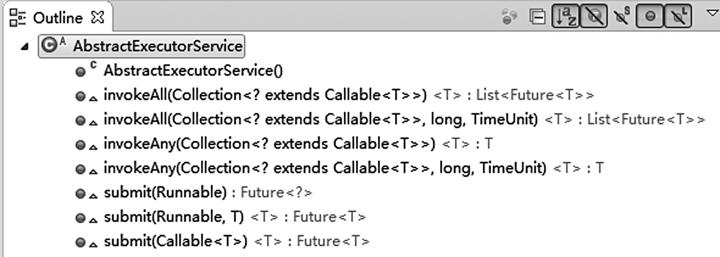 Outline
AbstractExecutorService
AbstractExecutorService()
invokeAll(Collection<? extends Callable<T>>) <T> : List<Future<T>>
invokeAll(Collection<? extends Callable<T>>, long, TimeUnit) <T> : List<Future<T>>
invokeAny(Collection<? extends Callable<T>>) <T> : T
invokeAny(Collection<? extends Callable<T>>, long, TimeUnit) <T> : T
submit(Runnable) : Future<?>
submit(Runnable, T) <T> : Future<T>
submit(Callable<T>) <T> : Future<T>